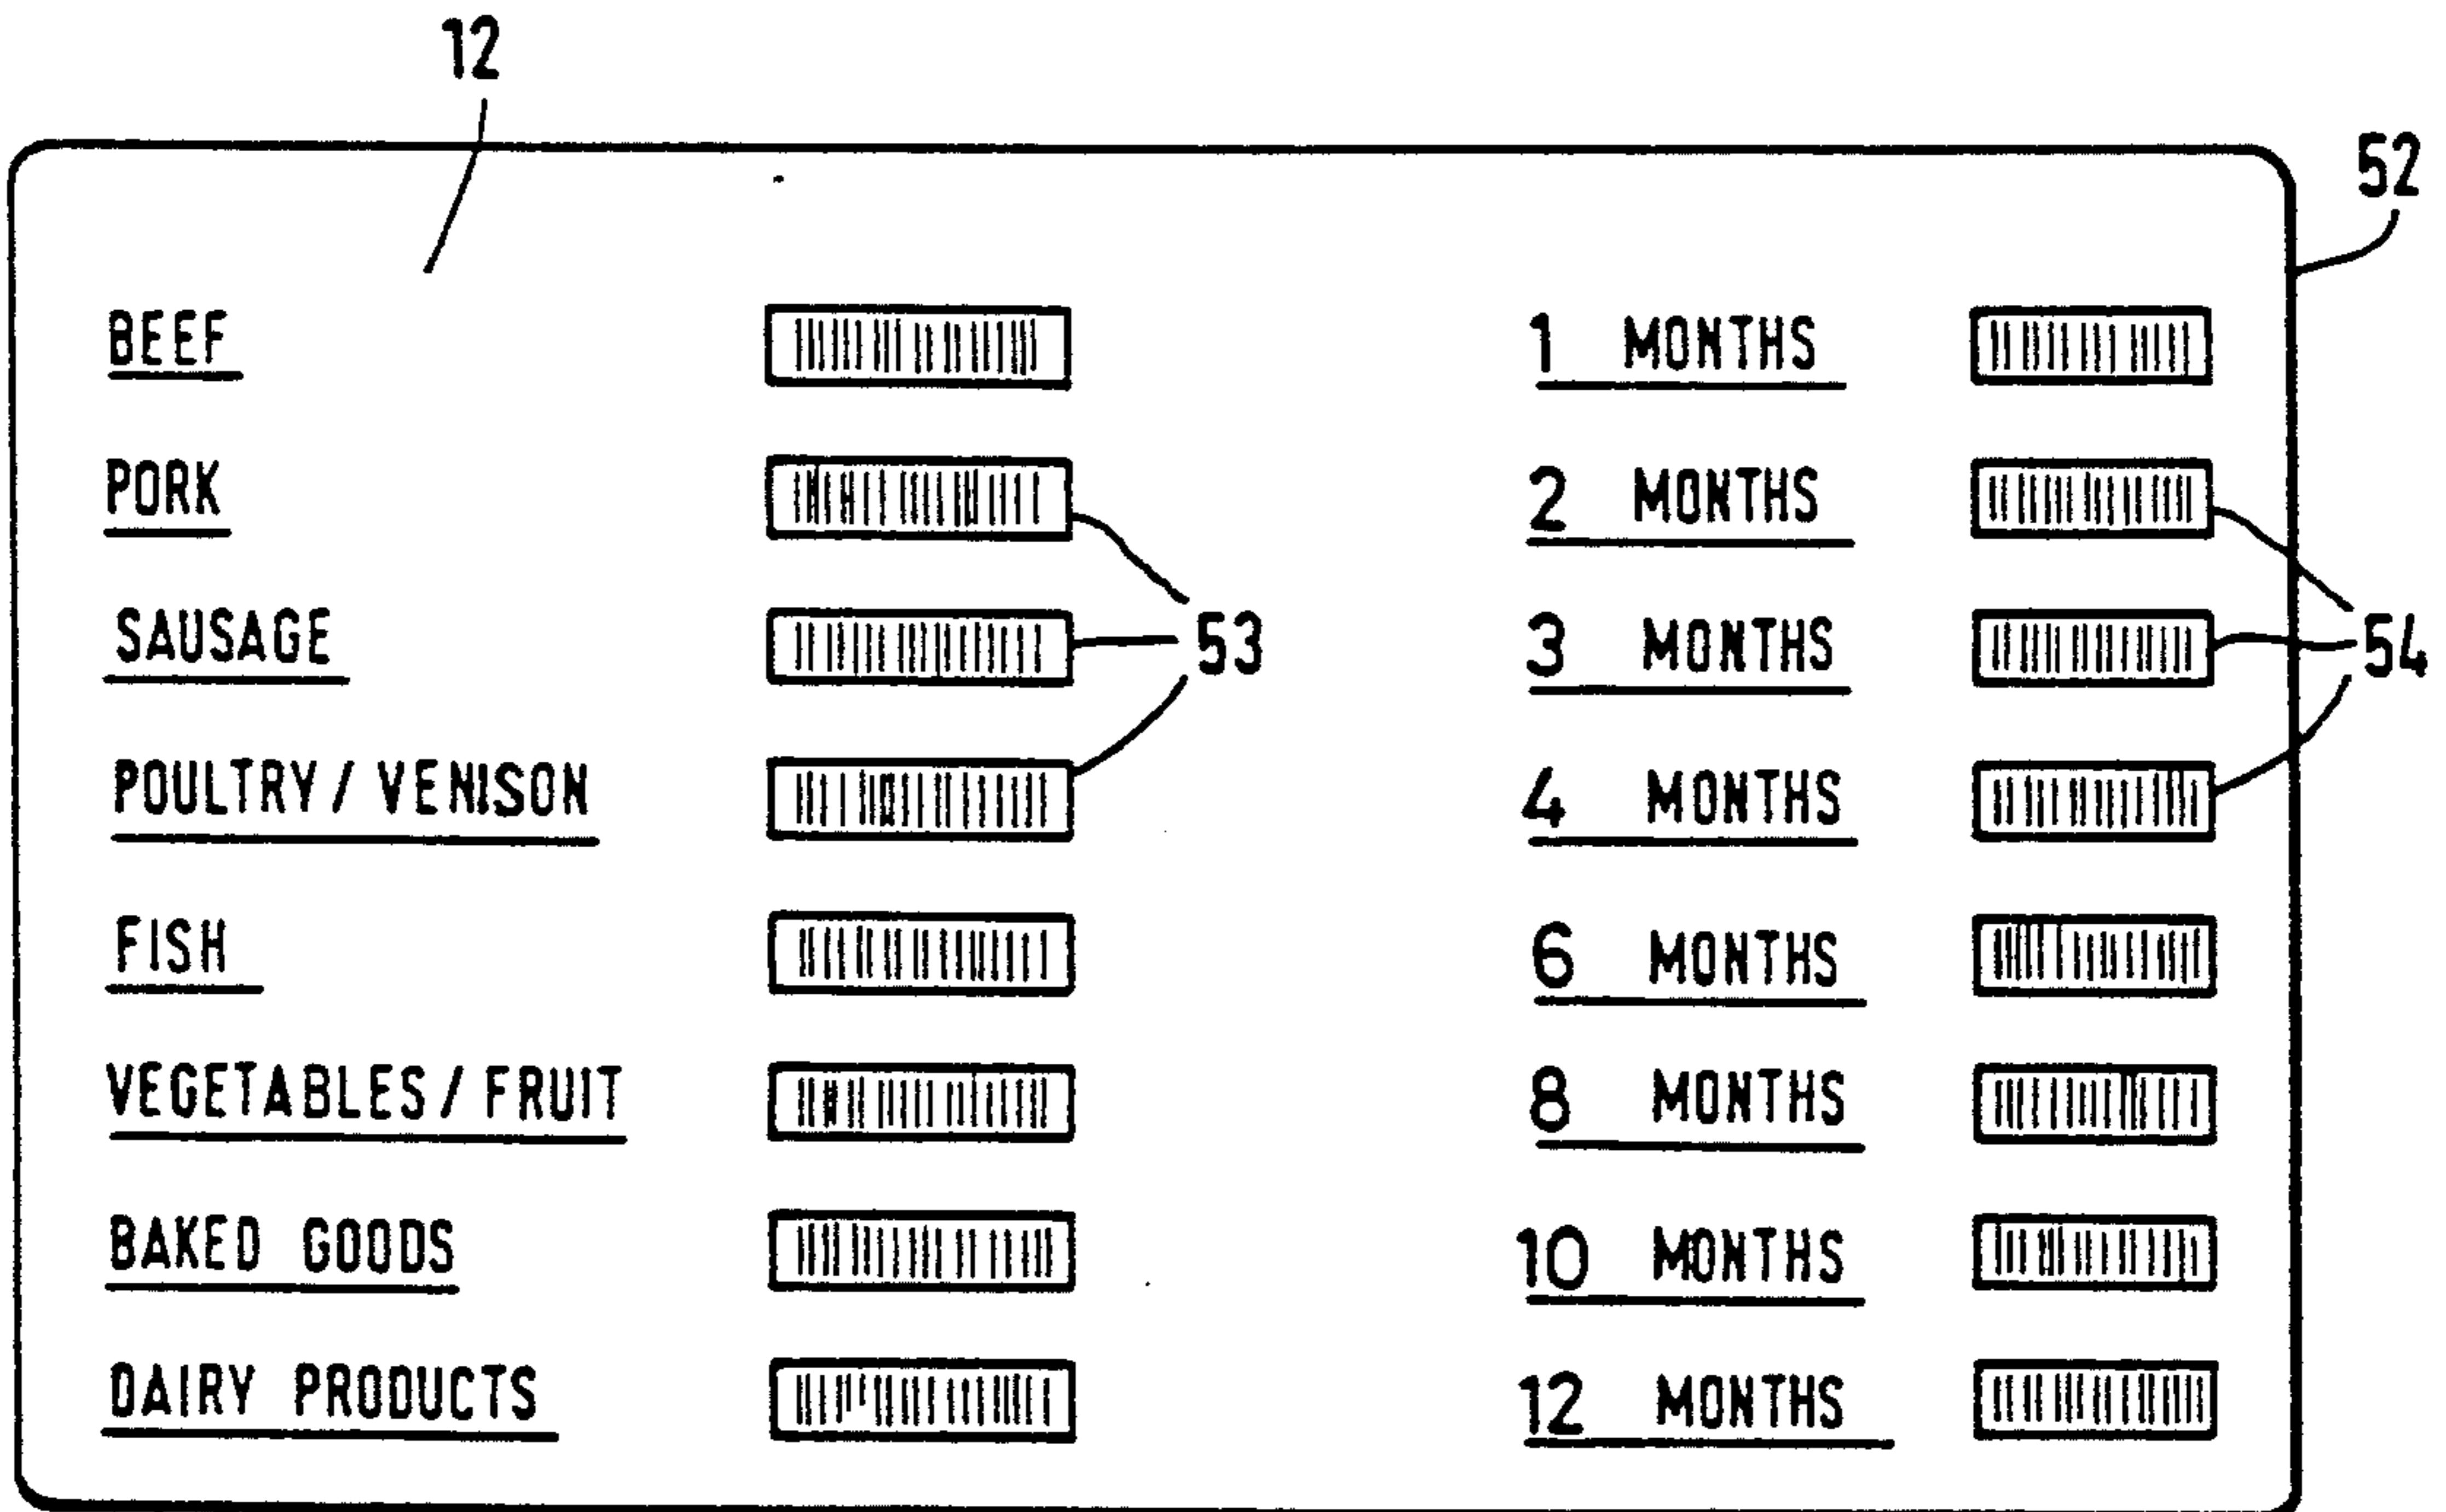 12
52
BEEF 1 MONTHS
PORK 2 MONTHS
SAUSAGE 53 3 MONTHS 54
POULTRY / VENISON 4 MONTHS
FISH 6 MONTHS
VEGETABLES / FRUIT 8 MONTHS
BAKED GOODS 10 MONTHS
DAIRY PRODUCTS 12 MONTHS